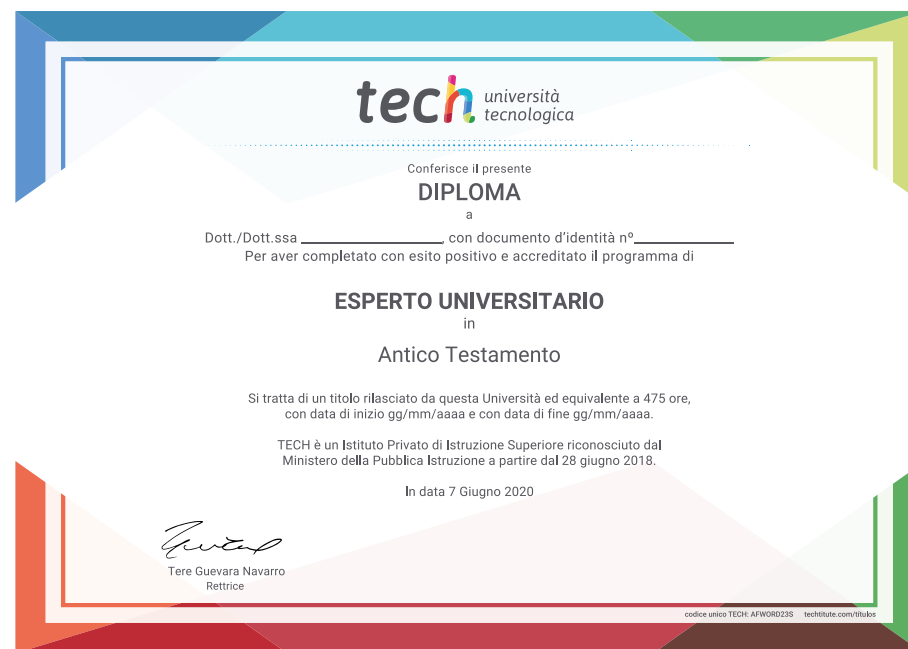 tech università
tecnologica
Conferisce il presente
DIPLOMA
a
Dott./Dott.ssa ____________________, con documento d'identità nº______________
Per aver completato con esito positivo e accreditato il programma di
ESPERTO UNIVERSITARIO
in
Antico Testamento
Si tratta di un titolo rilasciato da questa Università ed equivalente a 475 ore,
con data di inizio gg/mm/aaaa e con data di fine gg/mm/aaaa.
TECH è un Istituto Privato di Istruzione Superiore riconosciuto dal
Ministero della Pubblica Istruzione a partire dal 28 giugno 2018.
In data 7 Giugno 2020
Tere Guevara Navarro
Rettrice
codice unico TECH: AFWORD23S techtitute.com/títulos